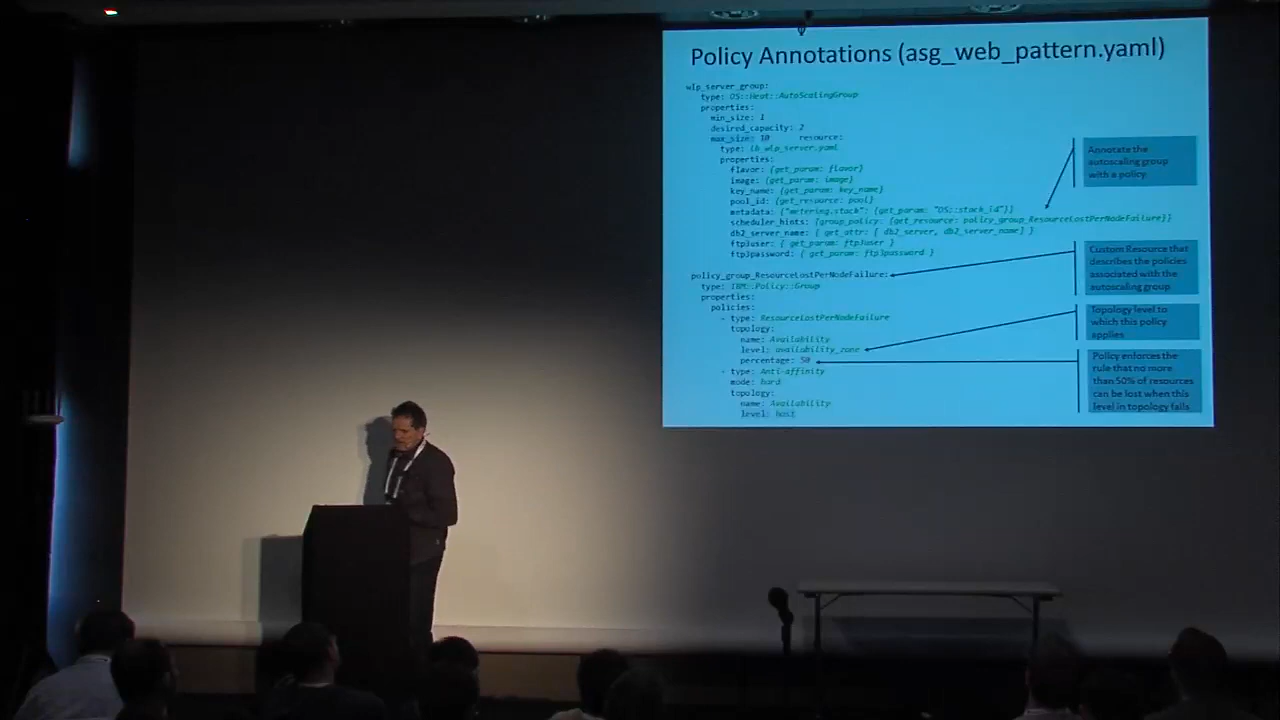 Policy Annotations (asg_web_pattern.yaml)
wlp_server_group:
type: OS::Heat::AutoScalingGroup
properties:
min_size: 1
desired_capacity: 2
max_size: 10 resource:
type: lb_wlp_server.yaml
properties:
flavor: {get_param: flavor}
image: {get_param: image}
key_name: {get_param: key_name}
pool_id: {get_resource: pool}
metadata: {"metering.stack": {get_param: "OS::stack_id"}}
scheduler_hints: {group_policy: {get_resource: policy_group_ResourceLostPerNodeFailure}}
db2_server_name: { get_attr: [ db2_server, db2_server_name] }
ftp3user: { get_param: ftp3user }
ftp3password: { get_param: ftp3password }
policy_group_ResourceLostPerNodeFailure:
type: IBM::Policy::Group
properties:
policies:
- type: ResourceLostPerNodeFailure
topology:
name: Availability
level: availability_zone
percentage: 50
- type: Anti-affinity
mode: hard
topology:
name: Availability
level: host
Annotate the
autoscaling group
with a policy
Custom Resource that
describes the policies
associated with the
autoscaling group
Topology level to
which this policy
applies
Policy enforces the
rule that no more
than 50% of resources
can be lost when this
level in topology fails